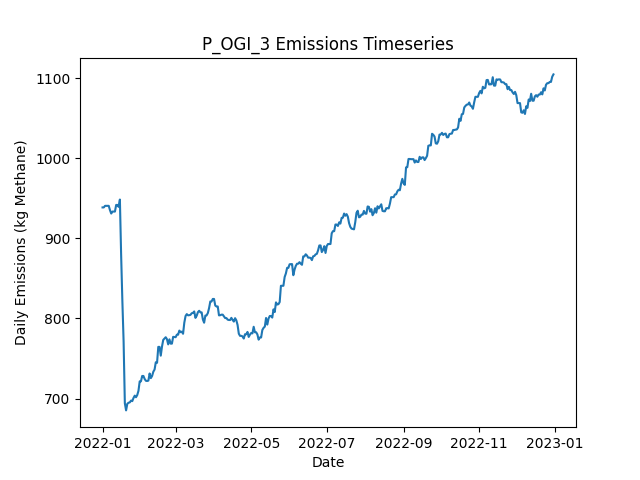 P_OGI_3 Emissions Timeseries
Daily Emissions (kg Methane)
1100
1000
900
800
700
2022-01 2022-03 2022-05 2022-07 2022-09 2022-11 2023-01
Date